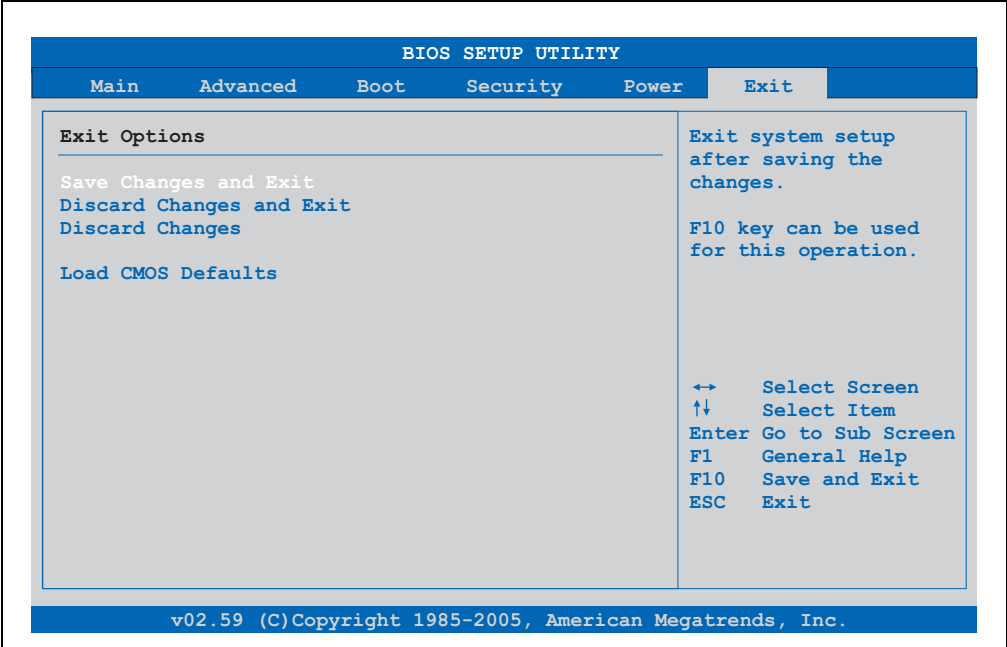 BIOS SETUP UTILITY
Main Advanced Boot Security Power Exit
Exit Options
Save Changes and Exit
Discard Changes and Exit
Discard Changes
Load CMOS Defaults
Exit system setup
after saving the
changes.
F10 key can be used
for this operation.
↔ Select Screen
↑↓ Select Item
Enter Go to Sub Screen
F1 General Help
F10 Save and Exit
ESC Exit
v02.59 (C)Copyright 1985-2005, American Megatrends, Inc.